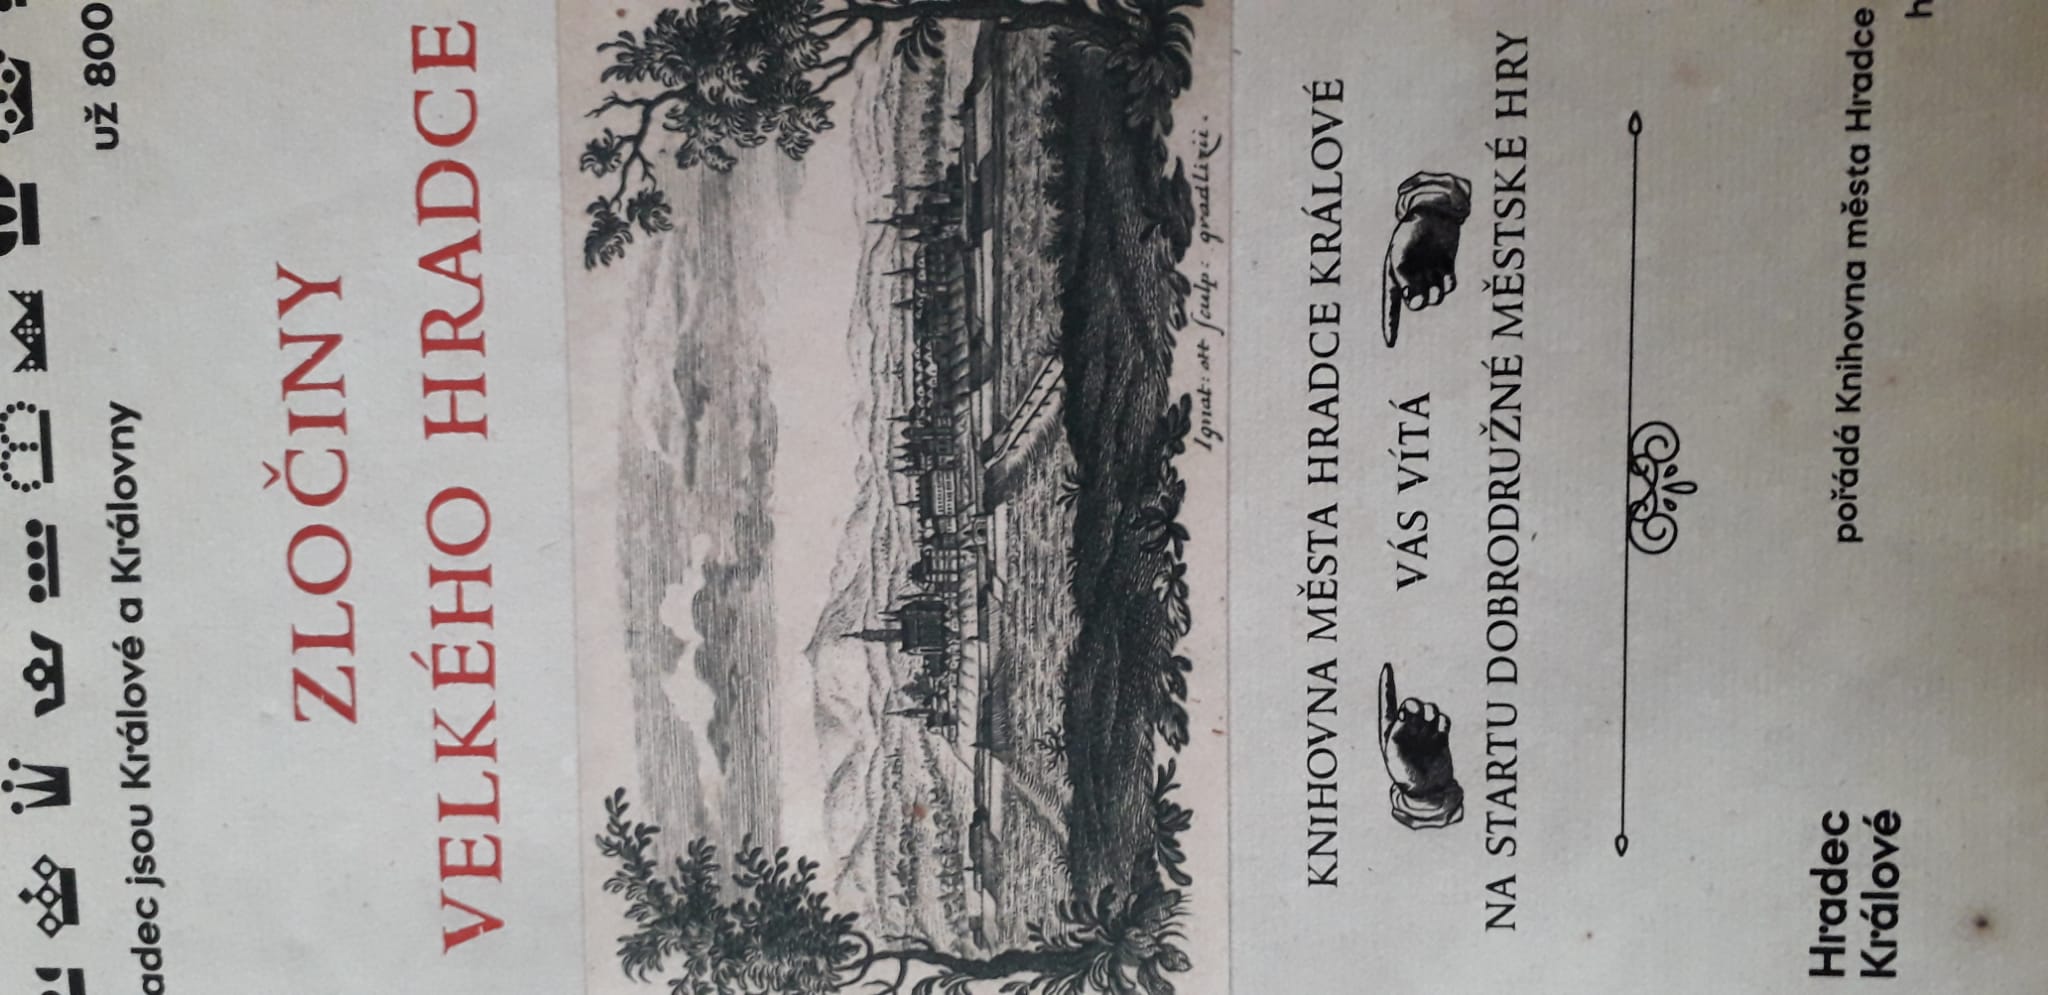 adec jsou Králové a Královny už 800
ZLOČINY
VELKÉHO HRADCE
Ignat: ott sculp: gradlizii.
KNIHOVNA MĚSTA HRADCE KRÁLOVÉ
VÁS VÍTÁ
NA STARTU DOBRODRUŽNÉ MĚSTSKÉ HRY
Hradec
Králové
pořádá Knihovna města Hradce
h